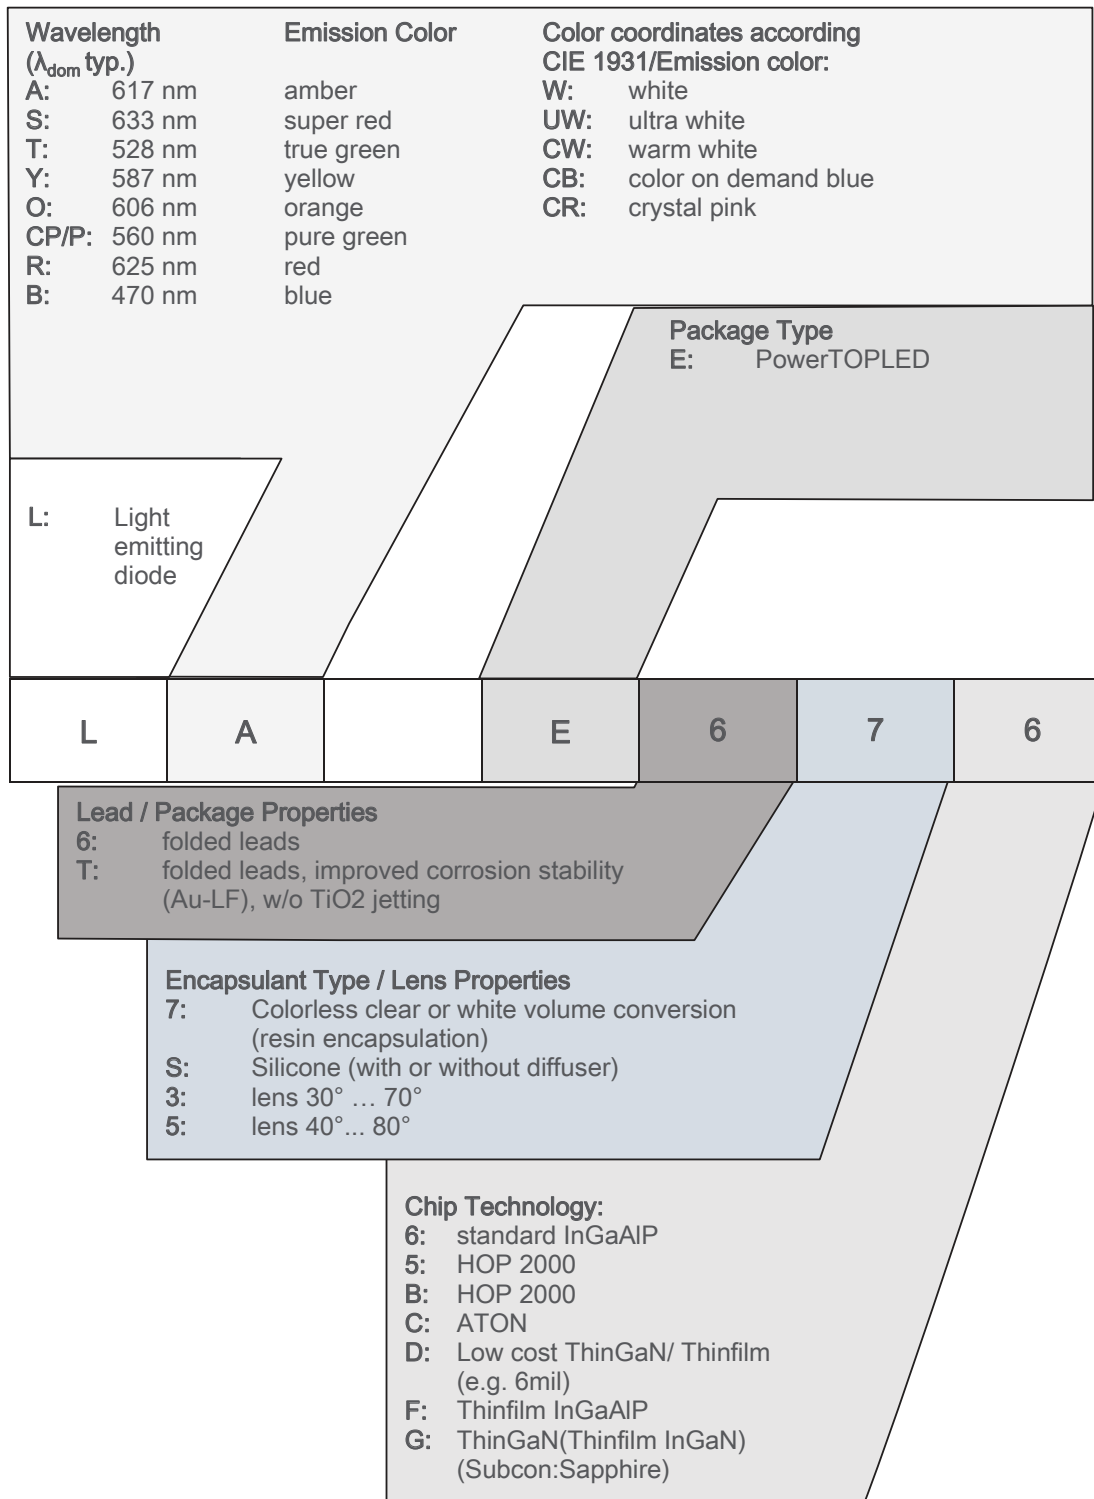 Wavelength Emission Color Color coordinates according
(λdom typ.) CIE 1931/Emission color:
A: 617 nm amber W: white
S: 633 nm super red UW: ultra white
T: 528 nm true green CW: warm white
Y: 587 nm yellow CB: color on demand blue
O: 606 nm orange CR: crystal pink
CP/P: 560 nm pure green
R: 625 nm red
B: 470 nm blue
Package Type
E: PowerTOPLED
L: Light
emitting
diode
L A E 6 7 6
Lead / Package Properties
6: folded leads
T: folded leads, improved corrosion stability
(Au-LF), w/o TiO2 jetting
Encapsulant Type / Lens Properties
7: Colorless clear or white volume conversion
(resin encapsulation)
S: Silicone (with or without diffuser)
3: lens 30° … 70°
5: lens 40°... 80°
Chip Technology:
6: standard InGaAlP
5: HOP 2000
B: HOP 2000
C: ATON
D: Low cost ThinGaN/ Thinfilm
(e.g. 6mil)
F: Thinfilm InGaAlP
G: ThinGaN(Thinfilm InGaN)
(Subcon:Sapphire)